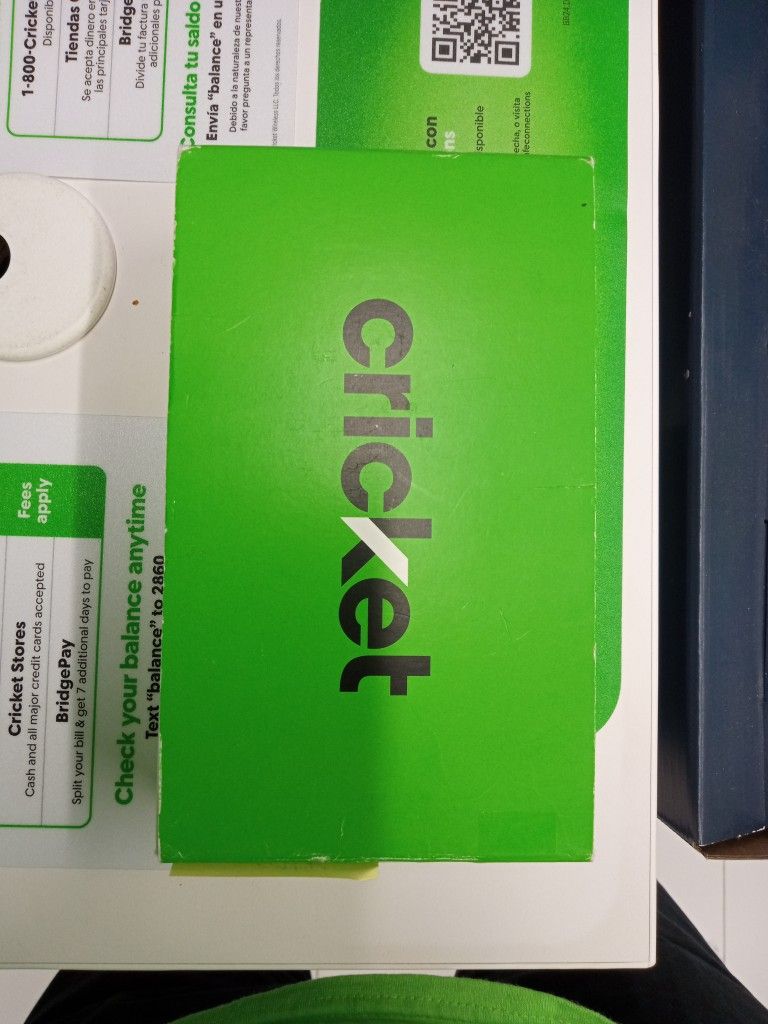 cricket
1-800-Cricke
Disponib
Tiendas
Se acepta dinero en
las principales tarj
Bridge
Divide tu factura
adicionales p
Consulta tu saldo
Envía “balance” en u
Debido a la naturaleza de nuest
favor pregunta a un representa
con
ns
sponible
echa, o visita
feconnections
Fees
apply
Cricket Stores
Cash and all major credit cards accepted
BridgePay
Split your bill & get 7 additional days to pay
Check your balance anytime
Text “balance” to 2860